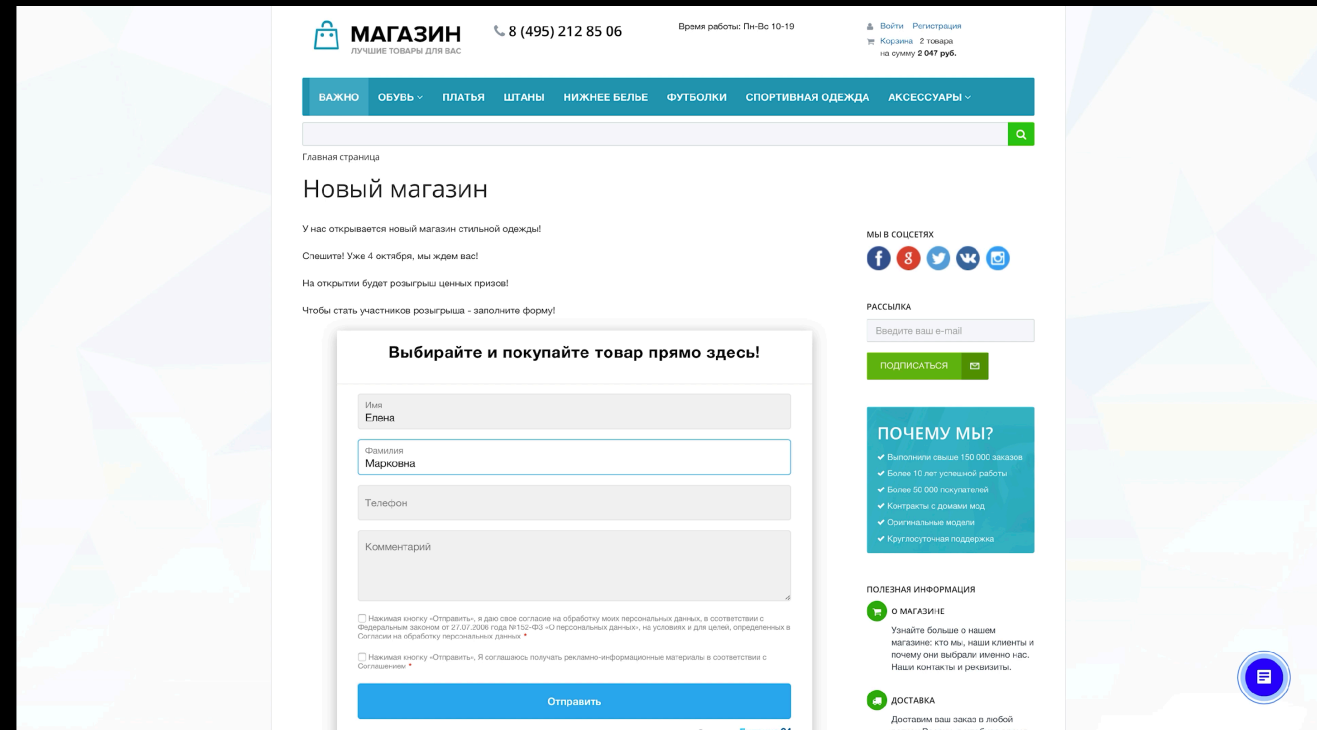 МАГАЗИН
ЛУЧШИЕ ТОВАРЫ ДЛЯ ВАС
8 (495) 212 85 06
Время работы: Пн-Вс 10-19
Войти Регистрация
Корзина 2 товара
на сумму 2 047 руб.
ВАЖНО ОБУВЬ ПЛАТЬЯ ШТАНЫ НИЖНЕЕ БЕЛЬЕ ФУТБОЛКИ СПОРТИВНАЯ ОДЕЖДА АКСЕССУАРЫ
Главная страница
Новый магазин
У нас открывается новый магазин стильной одежды!
Спешите! Уже 4 октября, мы ждем вас!
На открытии будет розыгрыш ценных призов!
Чтобы стать участников розыгрыша - заполните форму!
Выбирайте и покупайте товар прямо здесь!
Имя
Елена
Фамилия
Марковна
Телефон
Комментарий
Нажимая кнопку «Отправить», я даю свое согласие на обработку моих персональных данных, в соответствии с
Федеральным законом от 27.07.2006 года №152-ФЗ «О персональных данных», на условиях и для целей, определенных в
Согласии на обработку персональных данных *
Нажимая кнопку «Отправить», Я соглашаюсь получать рекламно-информационные материалы в соответствии с
Соглашением *
Отправить
МЫ В СОЦСЕТЯХ
РАССЫЛКА
Введите ваш e-mail
ПОДПИСАТЬСЯ
ПОЧЕМУ МЫ?
Выполнили свыше 150 000 заказов
Более 10 лет успешной работы
Более 50 000 покупателей
Контракты с домами мод
Оригинальные модели
Круглосуточная поддержка
ПОЛЕЗНАЯ ИНФОРМАЦИЯ
О МАГАЗИНЕ
Узнайте больше о нашем
магазине: кто мы, наши клиенты и
почему они выбрали именно нас.
Наши контакты и реквизиты.
ДОСТАВКА
Доставим ваш заказ в любой